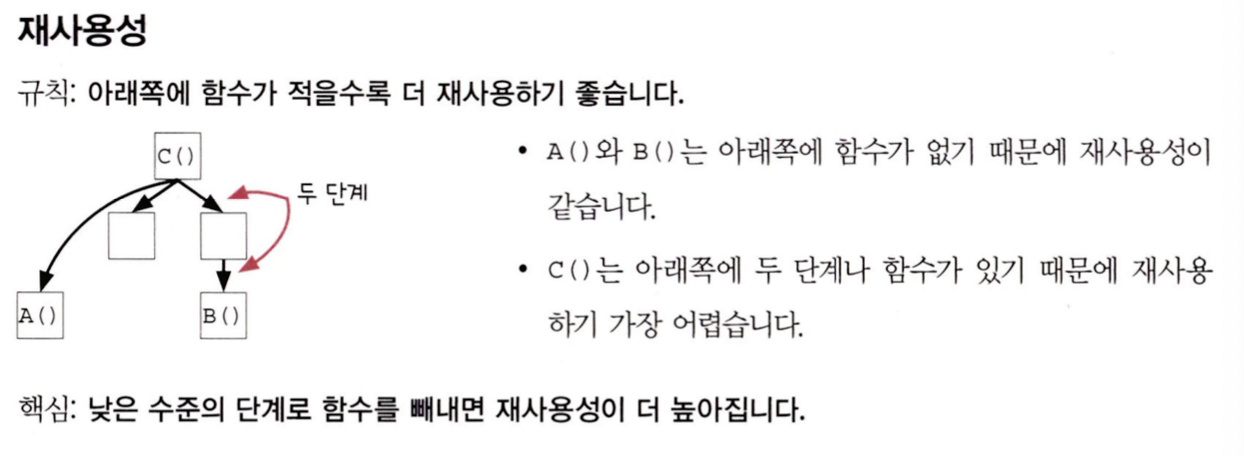 재사용성
규칙: 아래쪽에 함수가 적을수록 더 재사용하기 좋습니다.
C()
두 단계
A()
B()
• A()와 B()는 아래쪽에 함수가 없기 때문에 재사용성이
같습니다.
• C()는 아래쪽에 두 단계나 함수가 있기 때문에 재사용
하기 가장 어렵습니다.
핵심: 낮은 수준의 단계로 함수를 빼내면 재사용성이 더 높아집니다.